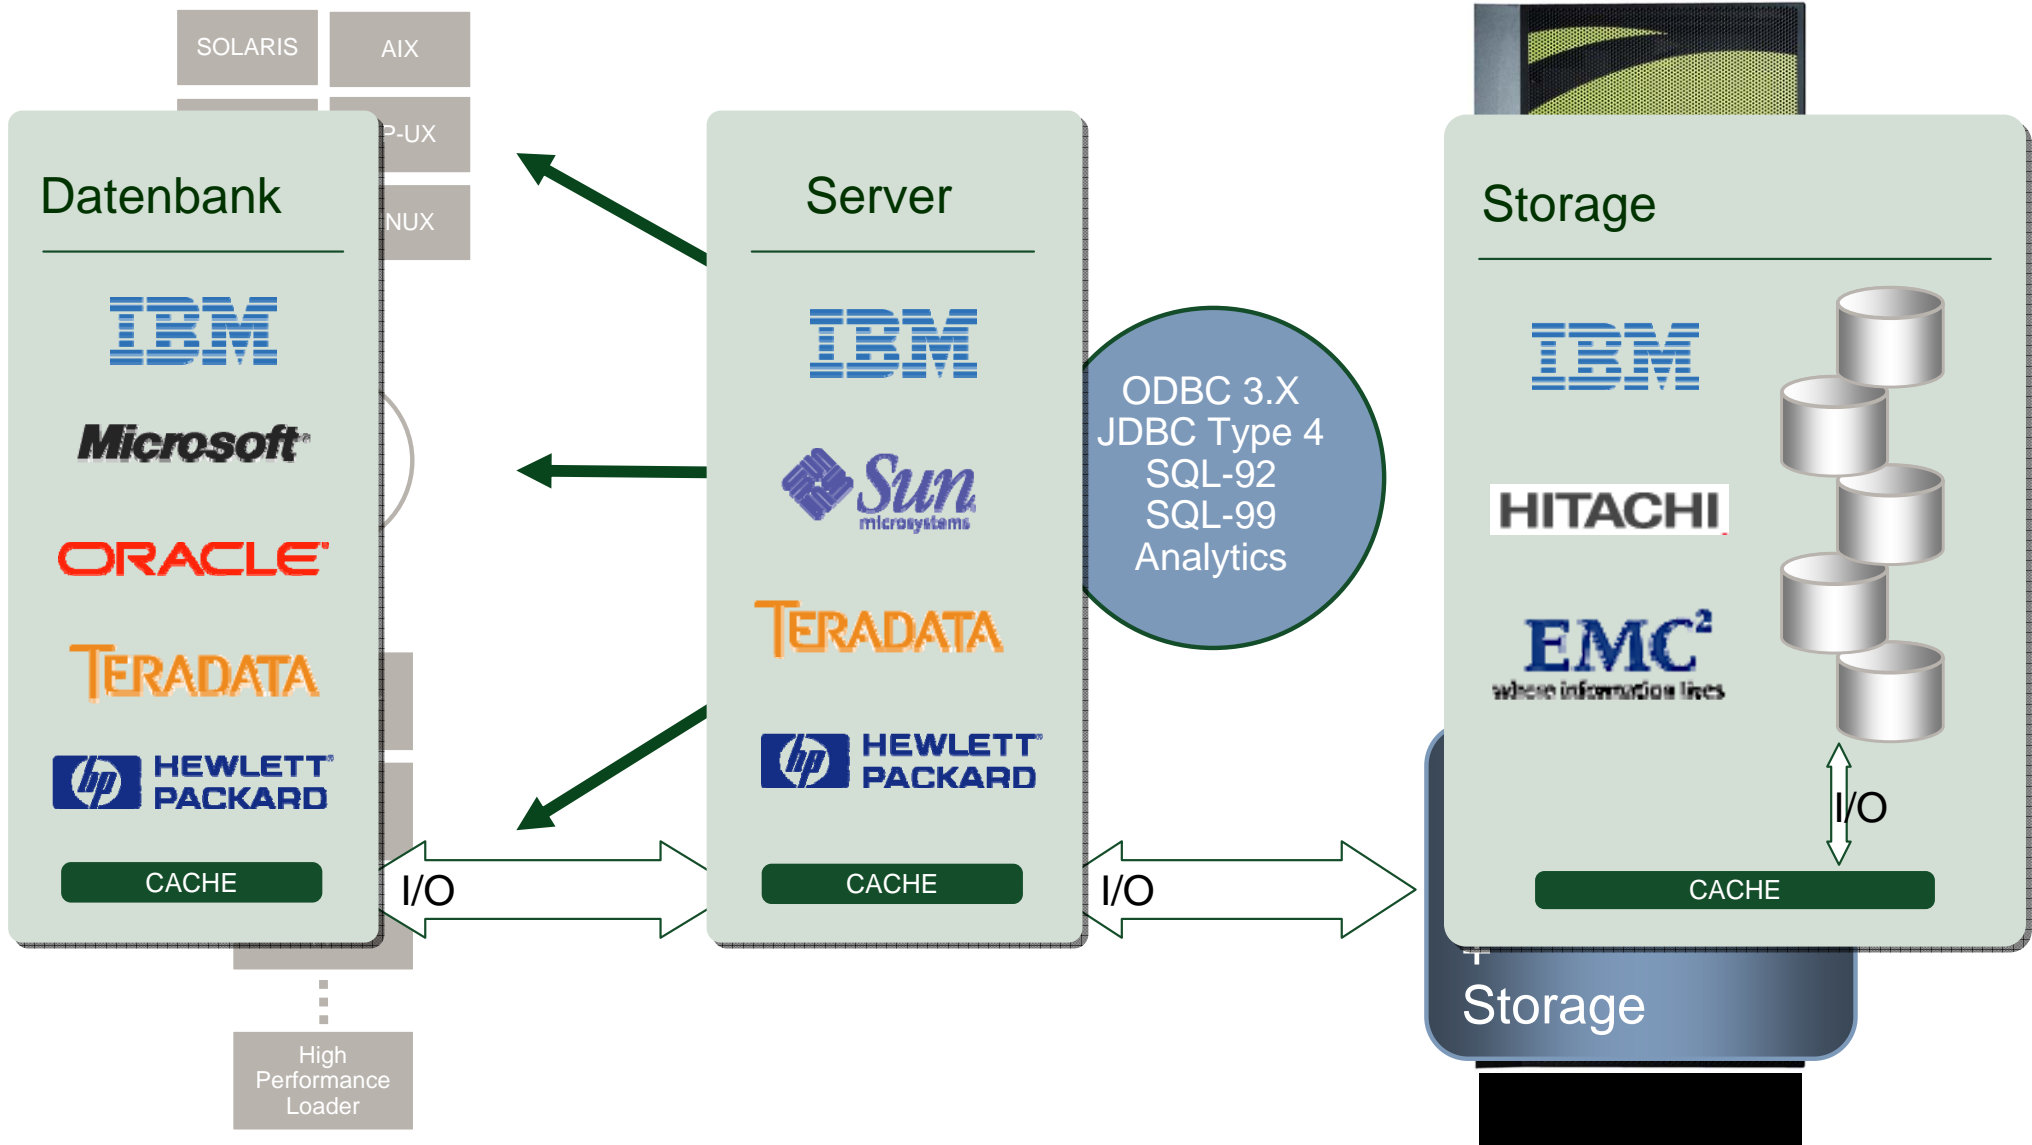 SOLARIS
AIX
P-UX
NUX
Datenbank
IBM
Microsoft
ORACLE
TERADATA
hp HEWLETT
PACKARD
CACHE
I/O
High
Performance
Loader
Server
IBM
Sun
microsystems
TERADATA
hp HEWLETT
PACKARD
CACHE
I/O
ODBC 3.X
JDBC Type 4
SQL-92
SQL-99
Analytics
Storage
IBM
HITACHI
EMC²
where information lives
I/O
CACHE
+
Storage